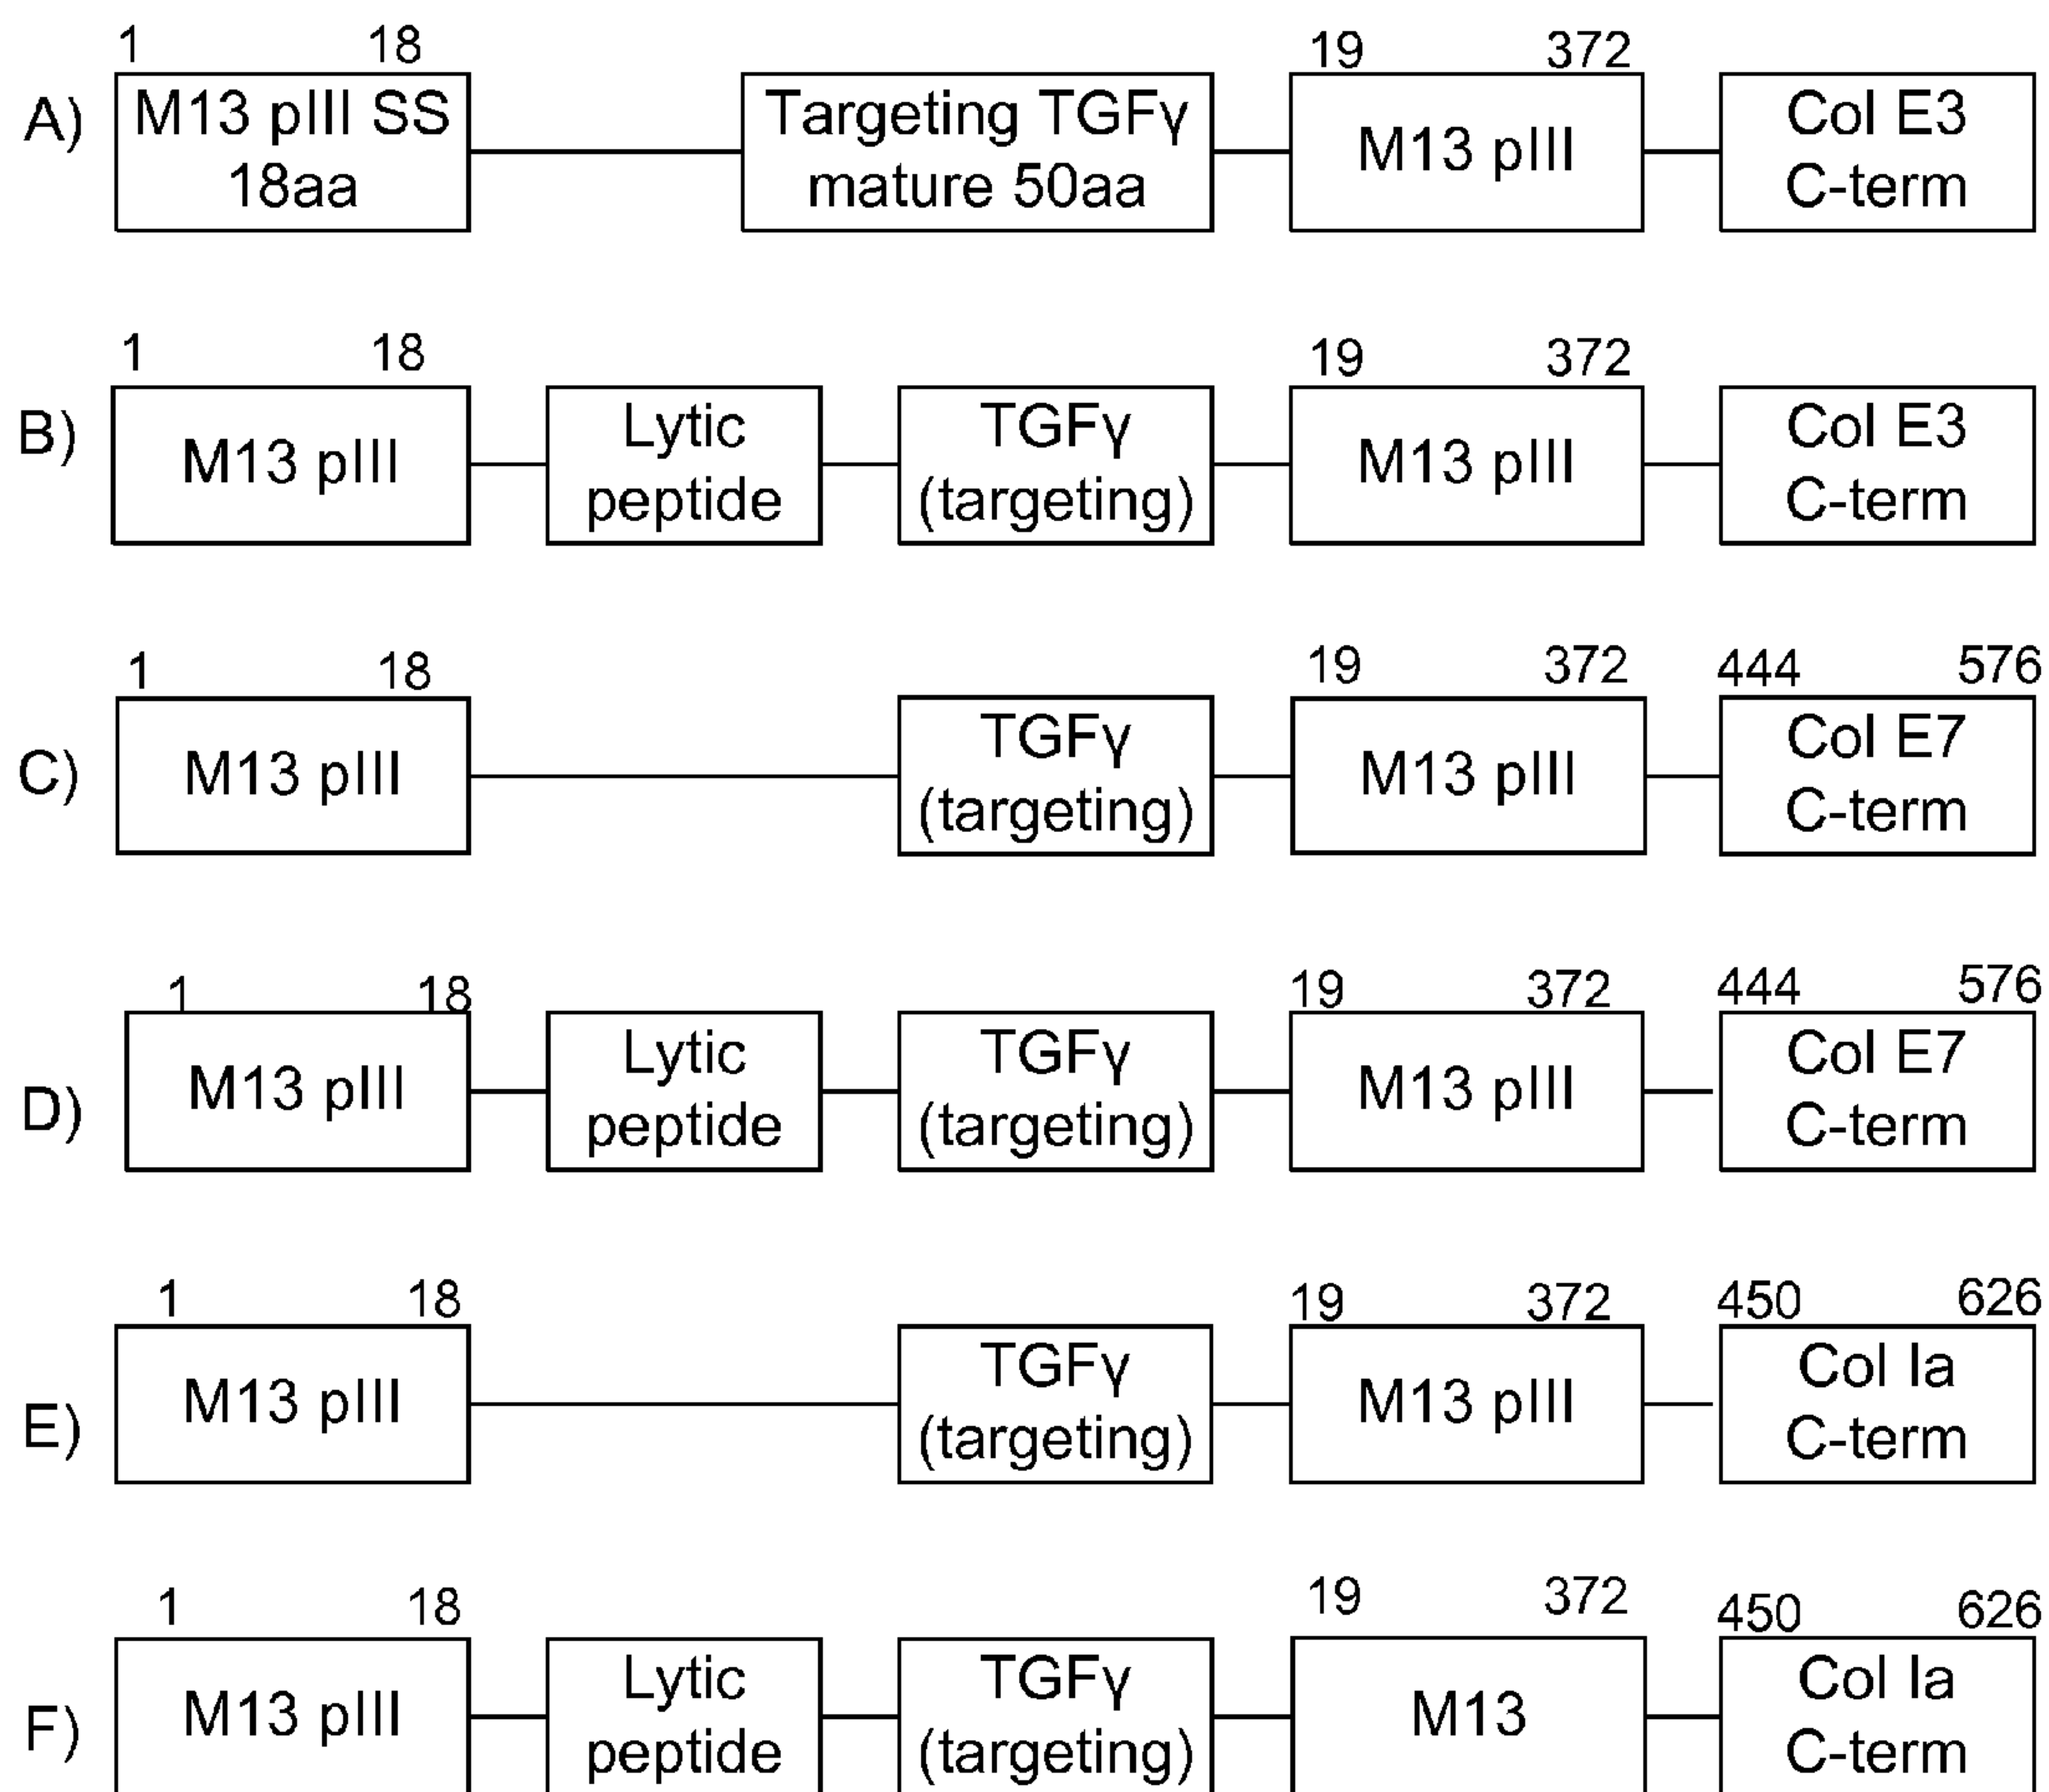 1 18 19 372
A) M13 pIII SS Targeting TGFγ M13 pIII Col E3
18aa mature 50aa C-term
1 18 19 372
B) M13 pIII Lytic TGFγ M13 pIII Col E3
peptide (targeting) C-term
1 18 19 372 444 576
C) M13 pIII TGFγ M13 pIII Col E7
(targeting) C-term
1 18 19 372 444 576
D) M13 pIII Lytic TGFγ M13 pIII Col E7
peptide (targeting) C-term
1 18 19 372 450 626
E) M13 pIII TGFγ M13 pIII Col Ia
(targeting) C-term
1 18 19 372 450 626
F) M13 pIII Lytic TGFγ M13 Col Ia
peptide (targeting) C-term